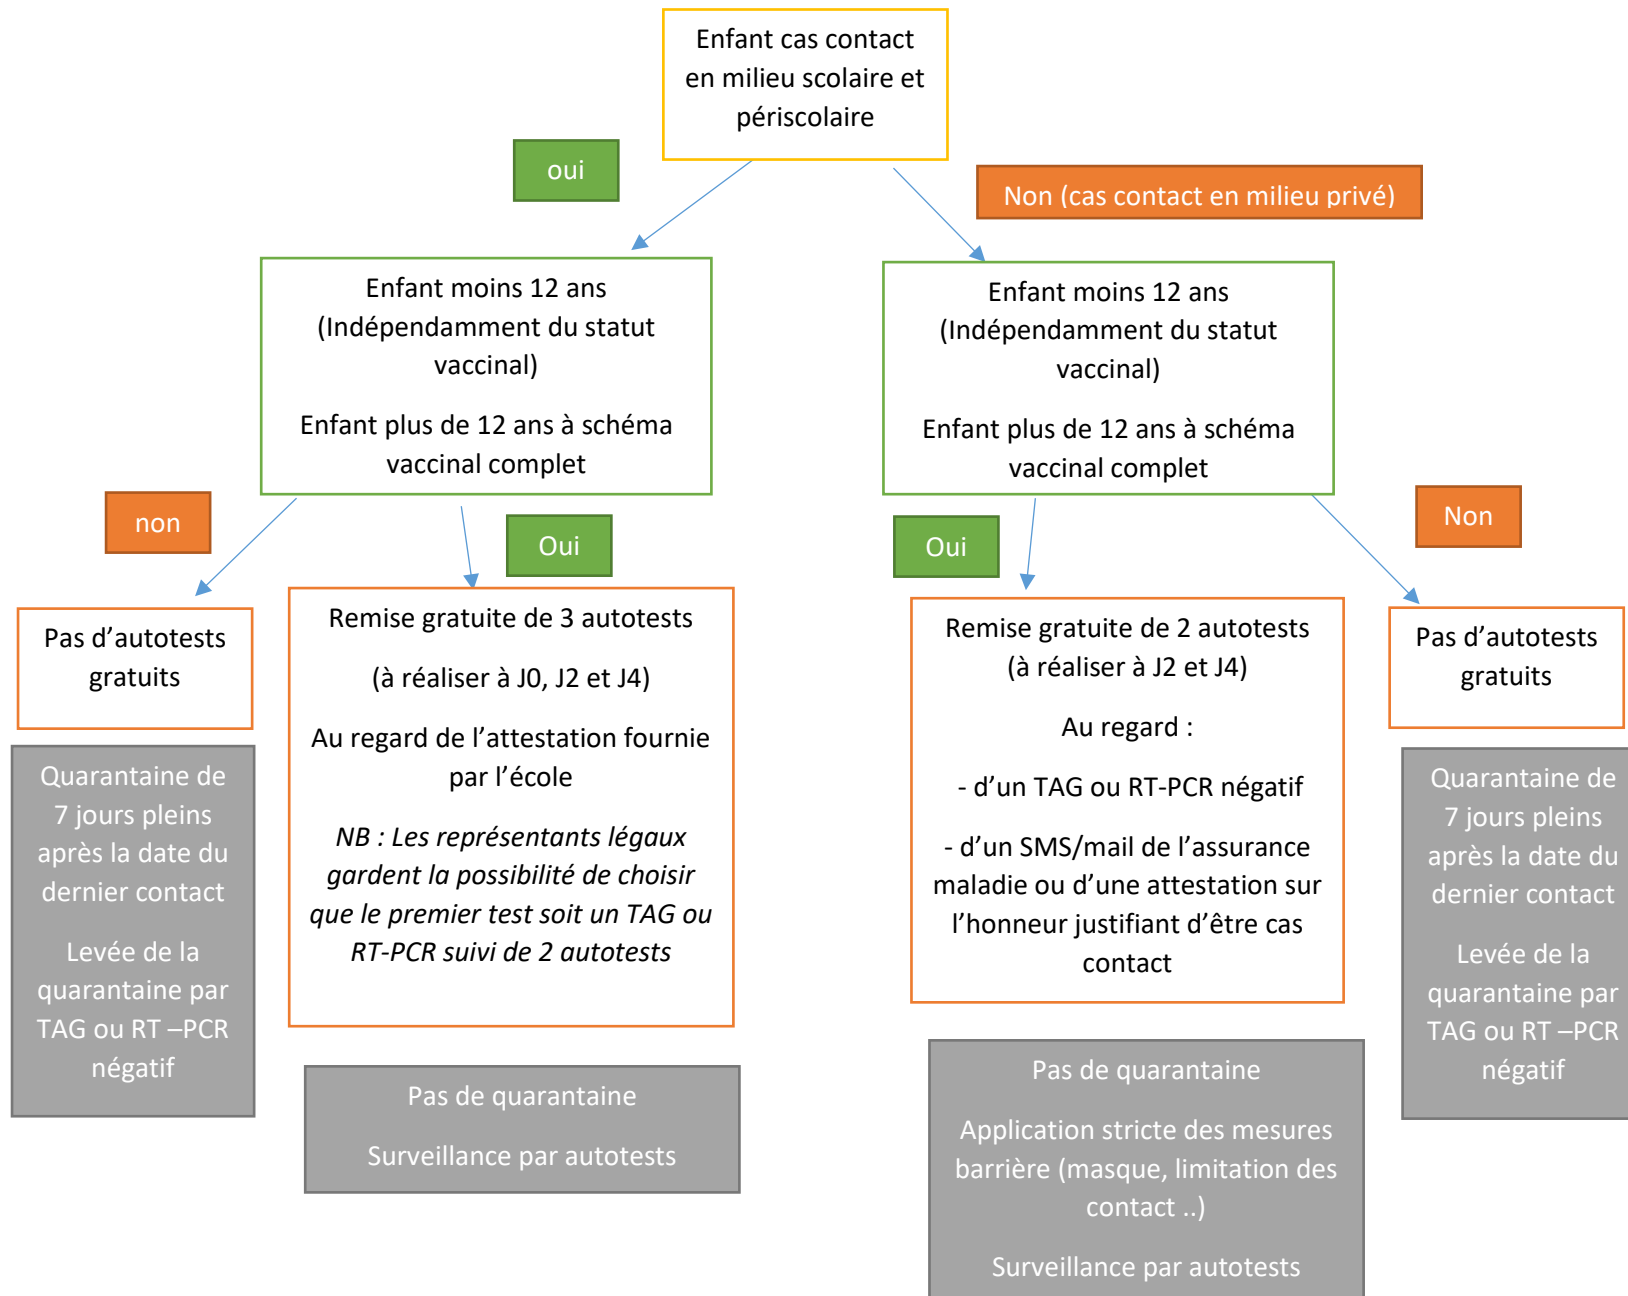 Enfant cas contact
en milieu scolaire et
périscolaire
oui
Non (cas contact en milieu privé)
Enfant moins 12 ans
(Indépendamment du statut
vaccinal)
Enfant plus de 12 ans à schéma
vaccinal complet
Enfant moins 12 ans
(Indépendamment du statut
vaccinal)
Enfant plus de 12 ans à schéma
vaccinal complet
non
Oui
Oui
Non
Pas d’autotests
gratuits
Quarantaine de
7 jours pleins
après la date du
dernier contact
Levée de la
quarantaine par
TAG ou RT –PCR
négatif
Remise gratuite de 3 autotests
(à réaliser à J0, J2 et J4)
Au regard de l’attestation fournie
par l’école
NB : Les représentants légaux
gardent la possibilité de choisir
que le premier test soit un TAG ou
RT-PCR suivi de 2 autotests
Pas de quarantaine
Surveillance par autotests
Remise gratuite de 2 autotests
(à réaliser à J2 et J4)
Au regard :
- d’un TAG ou RT-PCR négatif
- d’un SMS/mail de l’assurance
maladie ou d’une attestation sur
l’honneur justifiant d’être cas
contact
Pas de quarantaine
Application stricte des mesures
barrière (masque, limitation des
contact ..)
Surveillance par autotests
Pas d’autotests
gratuits
Quarantaine de
7 jours pleins
après la date du
dernier contact
Levée de la
quarantaine par
TAG ou RT –PCR
négatif